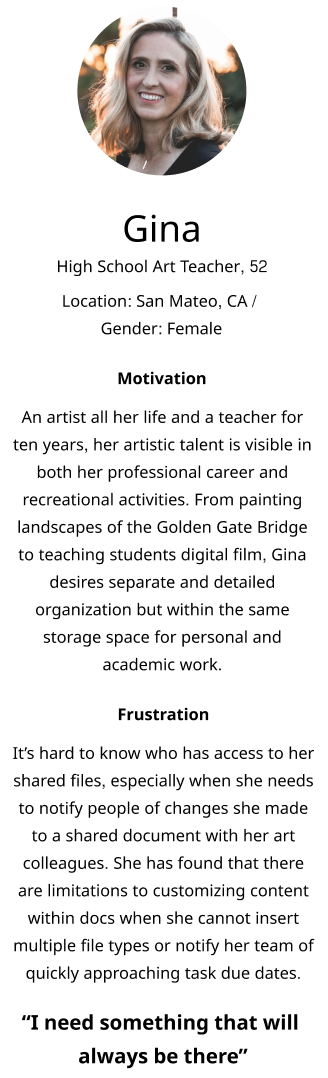 Gina
High School Art Teacher, 52
Location: San Mateo, CA /
Gender: Female
Motivation
An artist all her life and a teacher for
ten years, her artistic talent is visible in
both her professional career and
recreational activities. From painting
landscapes of the Golden Gate Bridge
to teaching students digital film, Gina
desires separate and detailed
organization but within the same
storage space for personal and
academic work.
Frustration
It’s hard to know who has access to her
shared files, especially when she needs
to notify people of changes she made
to a shared document with her art
colleagues. She has found that there
are limitations to customizing content
within docs when she cannot insert
multiple file types or notify her team of
quickly approaching task due dates.
“I need something that will
always be there”